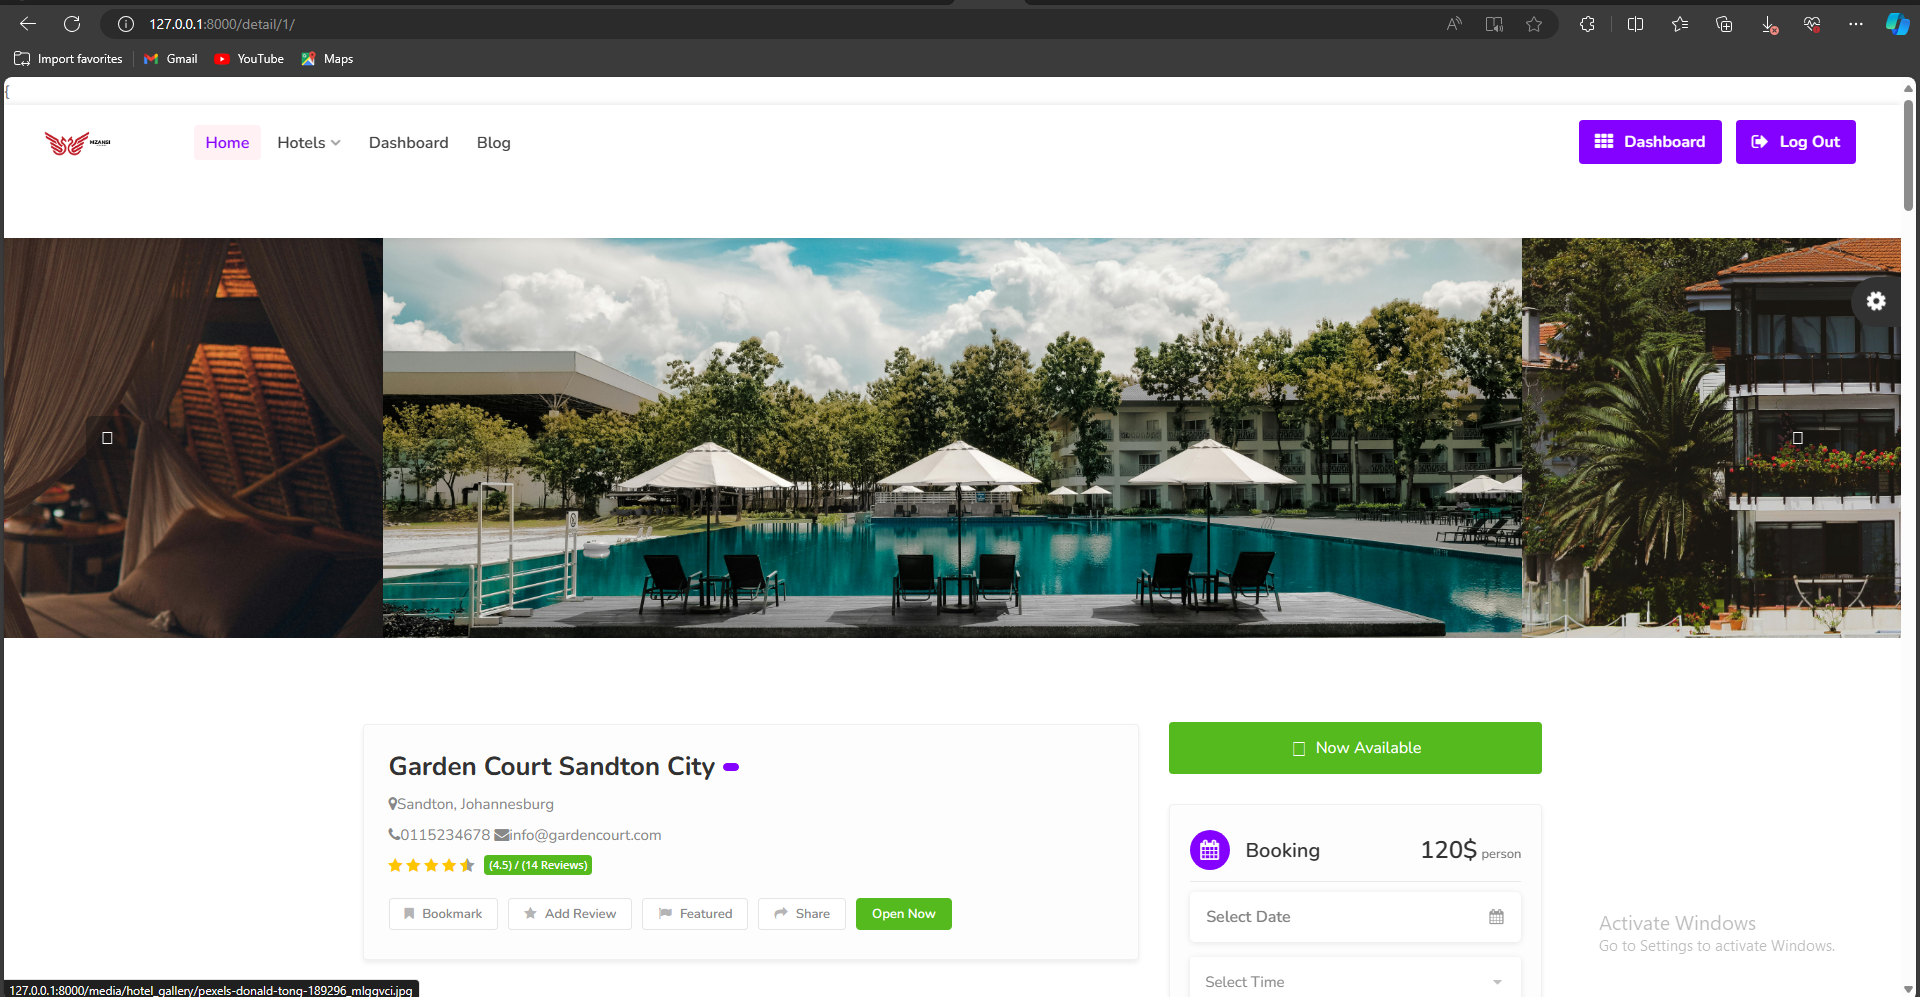 127.0.0.1:8000/detail/1/
Import favorites
Gmail
YouTube
Maps
{
MZANSI
Home
Hotels
Dashboard
Blog
Dashboard
Log Out
Garden Court Sandton City
Sandton, Johannesburg
0115234678 info@gardencourt.com
(4.5) / (14 Reviews)
Bookmark
Add Review
Featured
Share
Open Now
Now Available
Booking
120$ person
Select Date
Select Time
Activate Windows
Go to Settings to activate Windows.
127.0.0.1:8000/media/hotel_gallery/pexels-donald-tong-189296_mlgqvci.jpg